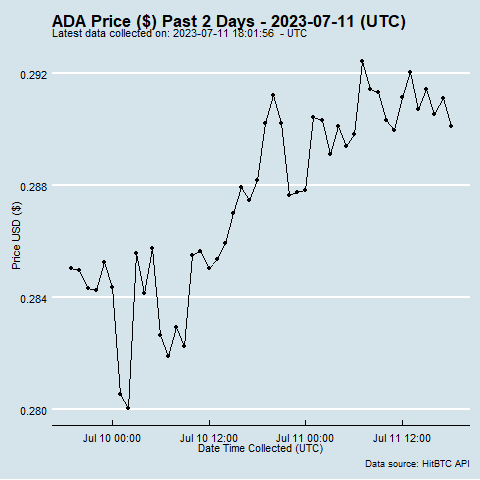 ADA Price ($) Past 2 Days - 2023-07-11 (UTC)
Latest data collected on: 2023-07-11 18:01:56 - UTC
0.292
0.288
0.284
0.280
Price USD ($)
Jul 10 00:00
Jul 10 12:00
Jul 11 00:00
Jul 11 12:00
Date Time Collected (UTC)
Data source: HitBTC API